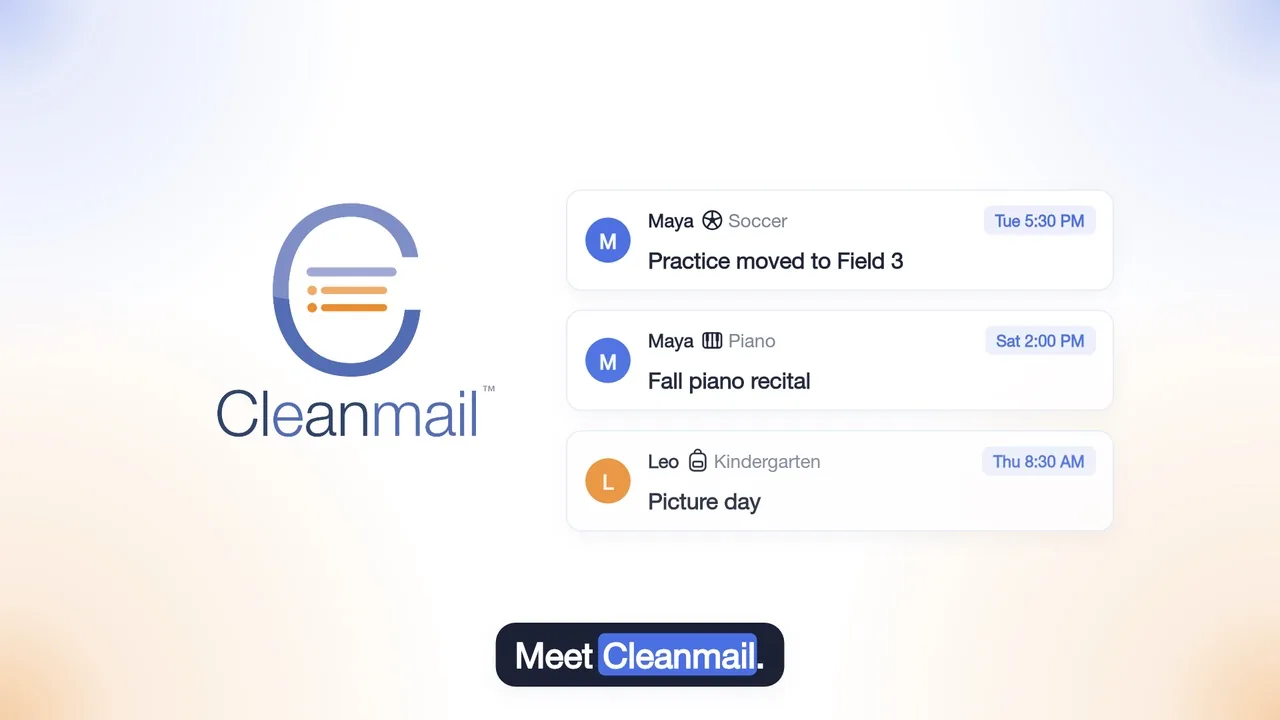 Cleanmail™
M
Maya Soccer
Tue 5:30 PM
Practice moved to Field 3
M
Maya Piano
Sat 2:00 PM
Fall piano recital
L
Leo Kindergarten
Thu 8:30 AM
Picture day
Meet Cleanmail.